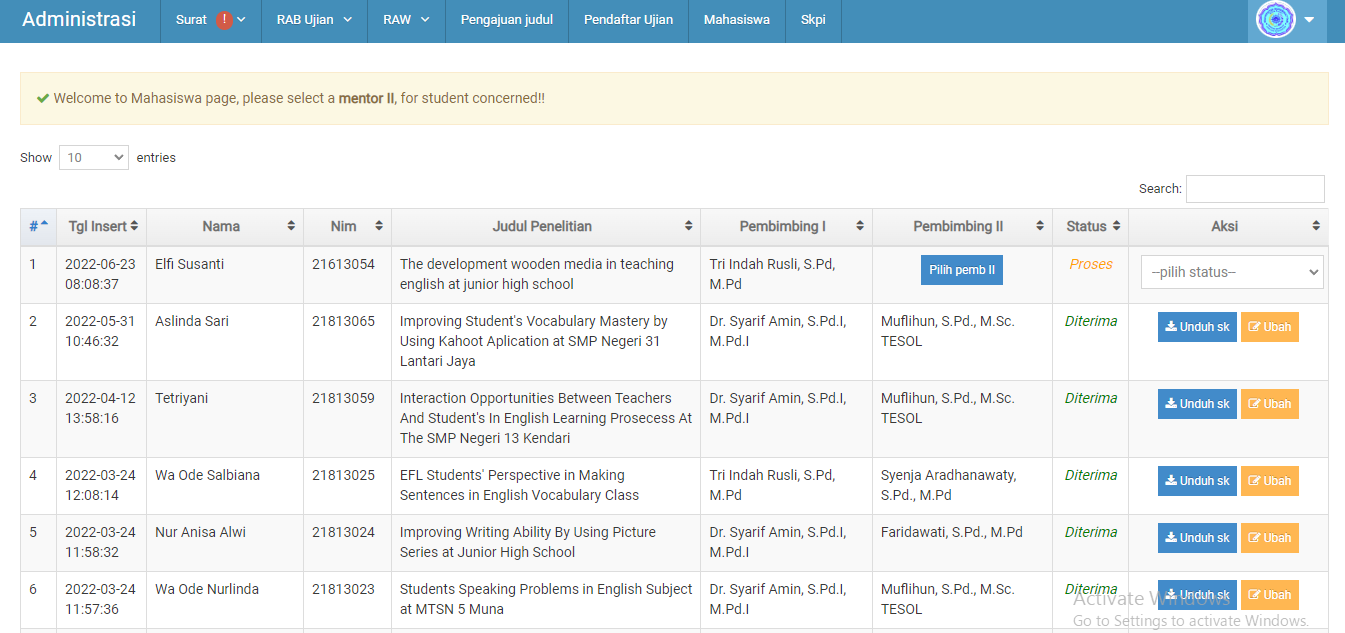 Administrasi Surat ! RAB Ujian RAW Pengajuan judul Pendaftar Ujian Mahasiswa Skpi
Welcome to Mahasiswa page, please select a mentor II, for student concerned!!
Show 10 entries
Search:
# Tgl Insert Nama Nim Judul Penelitian Pembimbing I Pembimbing II Status Aksi
1 2022-06-23 Elfi Susanti 21613054 The development wooden media in teaching Tri Indah Rusli, S.Pd, Pilih pemb II Proses --pilih status--
08:08:37 english at junior high school M.Pd
2 2022-05-31 Aslinda Sari 21813065 Improving Student's Vocabulary Mastery by Dr. Syarif Amin, S.Pd.I, Muflihun, S.Pd., M.Sc. Diterima Unduh sk Ubah
10:46:32 Using Kahoot Aplication at SMP Negeri 31 M.Pd.I TESOL
Lantari Jaya
3 2022-04-12 Tetriyani 21813059 Interaction Opportunities Between Teachers Dr. Syarif Amin, S.Pd.I, Muflihun, S.Pd., M.Sc. Diterima Unduh sk Ubah
13:58:16 And Student's In English Learning Prosecess At M.Pd.I TESOL
The SMP Negeri 13 Kendari
4 2022-03-24 Wa Ode Salbiana 21813025 EFL Students' Perspective in Making Tri Indah Rusli, S.Pd, Syenja Aradhanawaty, Diterima Unduh sk Ubah
12:08:14 Sentences in English Vocabulary Class M.Pd S.Pd., M.Pd
5 2022-03-24 Nur Anisa Alwi 21813024 Improving Writing Ability By Using Picture Dr. Syarif Amin, S.Pd.I, Faridawati, S.Pd., M.Pd Diterima Unduh sk Ubah
11:58:32 Series at Junior High School M.Pd.I
6 2022-03-24 Wa Ode Nurlinda 21813023 Students Speaking Problems in English Subject Dr. Syarif Amin, S.Pd.I, Muflihun, S.Pd., M.Sc. Diterima Unduh sk Ubah
11:57:36 at MTSN 5 Muna M.Pd.I TESOL
Activate Windows
Go to Settings to activate Windows.